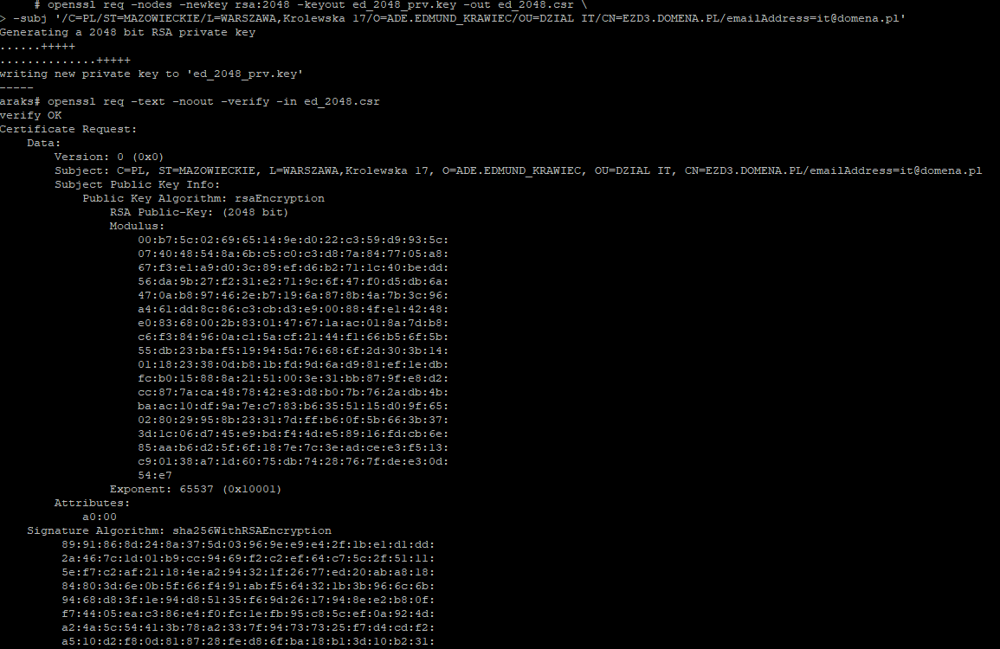 # openssl req -nodes -newkey rsa:2048 -keyout ed_2048_prv.key -out ed_2048.csr \
> -subj '/C=PL/ST=MAZOWIECKIE/L=WARSZAWA,Krolewska 17/O=ADE.EDMUND_KRAWIEC/OU=DZIAL IT/CN=EZD3.DOMENA.PL/emailAddress=it@domena.pl'
Generating a 2048 bit RSA private key
......+++++
..............+++++
writing new private key to 'ed_2048_prv.key'
-----
araks# openssl req -text -noout -verify -in ed_2048.csr
verify OK
Certificate Request:
Data:
Version: 0 (0x0)
Subject: C=PL, ST=MAZOWIECKIE, L=WARSZAWA,Krolewska 17, O=ADE.EDMUND_KRAWIEC, OU=DZIAL IT, CN=EZD3.DOMENA.PL/emailAddress=it@domena.pl
Subject Public Key Info:
Public Key Algorithm: rsaEncryption
RSA Public-Key: (2048 bit)
Modulus:
00:b7:5c:02:69:65:14:9e:d0:22:c3:59:d9:93:5c:
07:40:48:54:8a:6b:c5:c0:c3:d8:7a:84:77:05:a8:
67:f3:e1:a9:d0:3c:89:ef:d6:b2:71:1c:40:be:dd:
56:da:9b:27:f2:31:e2:71:9c:6f:47:f0:d5:db:6a:
47:0a:b8:97:46:2e:b7:19:6a:87:8b:4a:7b:3c:96:
a4:61:dd:8c:86:c3:cb:d3:e9:00:88:4f:e1:42:48:
e0:83:68:00:2b:83:01:47:67:1a:ac:01:8a:7d:b8:
c6:f3:84:96:0a:c1:5a:cf:21:44:f1:66:b5:6f:5b:
55:db:23:ba:f5:19:94:5d:76:68:6f:2d:30:3b:14:
01:18:23:38:0d:b8:1b:fd:9d:6a:d9:81:ef:1e:db:
fc:b0:15:88:8a:21:51:00:3e:31:bb:87:9f:e8:d2:
cc:87:7a:ca:48:78:42:e3:d8:b0:7b:76:2a:db:4b:
ba:ac:10:df:9a:7e:c7:83:b6:35:51:15:d0:9f:65:
02:80:29:95:8b:23:31:7d:ff:b6:0f:5b:66:3b:37:
3d:1c:06:d7:45:e9:bd:f4:4d:e5:89:16:fd:cb:6e:
85:aa:b6:d2:5f:6f:18:7e:7c:3e:ad:ce:e3:f5:13:
c9:01:38:a7:1d:60:75:db:74:28:76:7f:de:e3:0d:
54:e7
Exponent: 65537 (0x10001)
Attributes:
a0:00
Signature Algorithm: sha256WithRSAEncryption
89:91:86:8d:24:8a:37:5d:03:96:9e:e9:e4:2f:1b:e1:d1:dd:
2a:46:7c:1d:01:b9:cc:94:69:f2:c2:ef:64:c7:5c:2f:51:11:
5e:f7:c2:af:21:18:4e:a2:94:32:1f:26:77:ed:20:ab:a8:18:
84:80:3d:6e:0b:5f:66:f4:91:ab:f5:64:32:1b:3b:96:6c:6b:
94:68:d8:3f:1e:94:d8:51:35:f6:9d:26:17:94:8e:e2:b8:0f:
f7:44:05:ea:c3:86:e4:f0:fc:1e:fb:95:c8:5c:ef:0a:92:4d:
a2:4a:5c:54:41:3b:78:a2:33:7f:94:73:73:25:f7:d4:cd:f2:
a5:10:d2:f8:0d:81:87:28:fe:d8:6f:ba:18:b1:3d:10:b2:31: